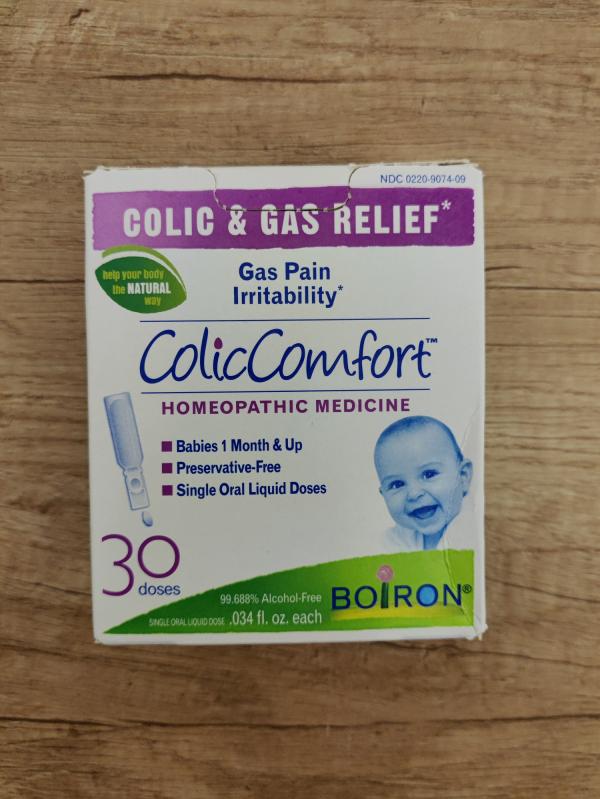 NDC 0220-9074-09
COLIC & GAS RELIEF*
help your body
the NATURAL
way
Gas Pain
Irritability*
ColicComfort™
HOMEOPATHIC MEDICINE
■ Babies 1 Month & Up
■ Preservative-Free
■ Single Oral Liquid Doses
30
doses
99.688% Alcohol-Free
SINGLE ORAL LIQUID DOSE .034 fl. oz. each
BOIRON®